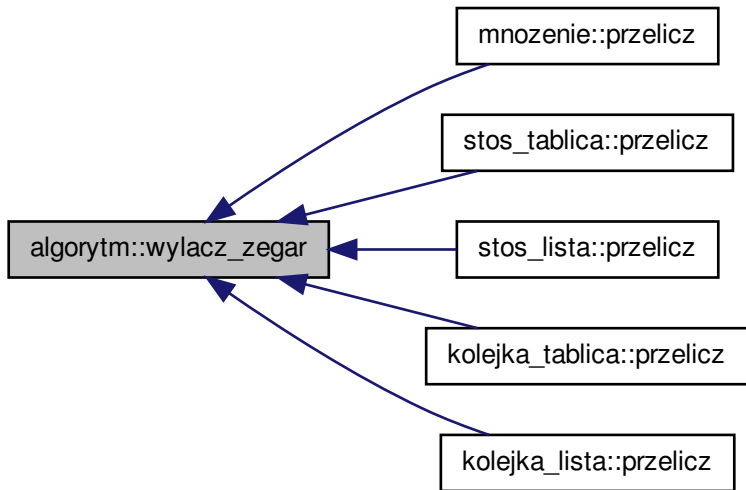 mnozenie::przelicz
stos_tablica::przelicz
algorytm::wylacz_zegar
stos_lista::przelicz
kolejka_tablica::przelicz
kolejka_lista::przelicz